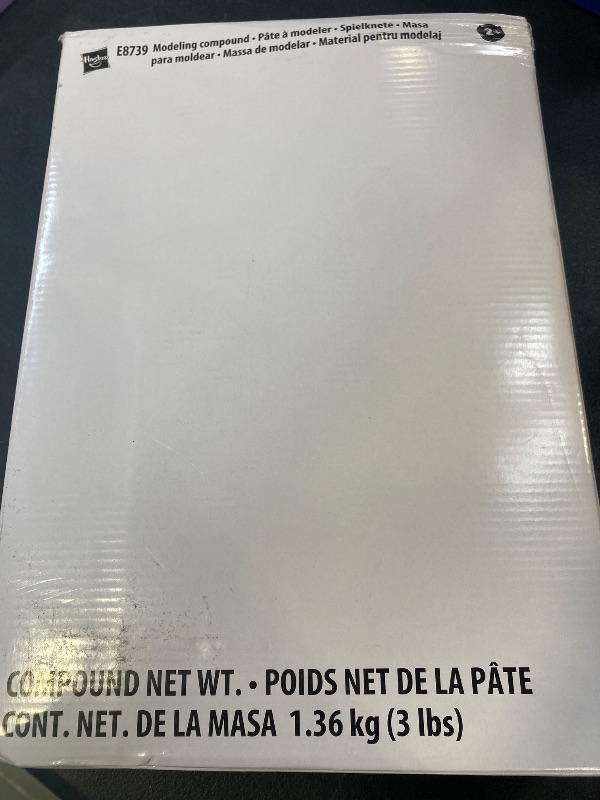 Hasbro
E8739 Modeling compound • Pâte à modeler • Spielknete • Masa
para moldear • Massa de modelar • Material pentru modelaj
2+
COMPOUND NET WT. • POIDS NET DE LA PÂTE
CONT. NET. DE LA MASA 1.36 kg (3 lbs)